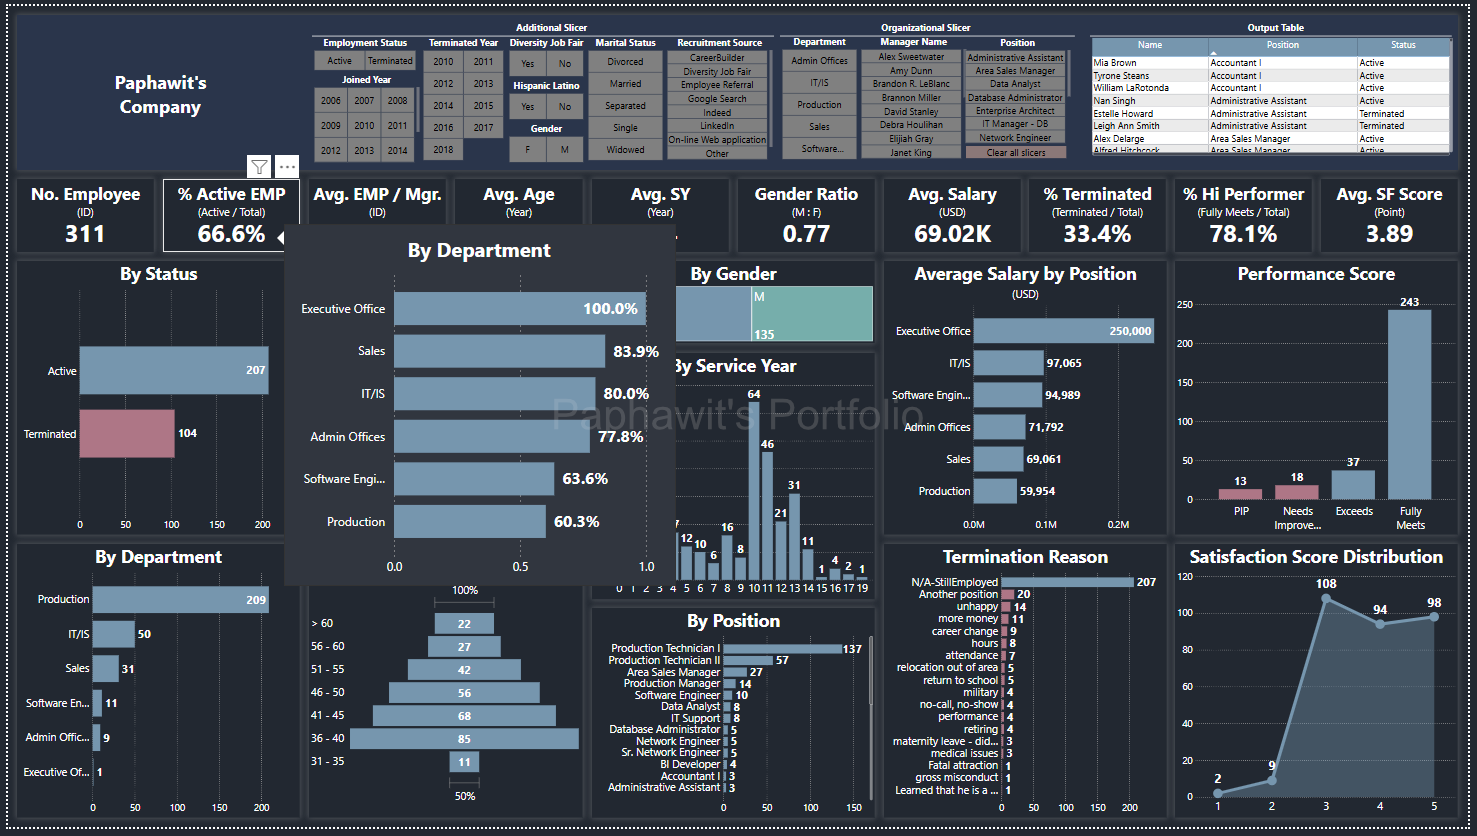 Paphawit's
Company
Additional Slicer
Employment Status
Active
Terminated
Joined Year
2006
2007
2008
2009
2010
2011
2012
2013
2014
Terminated Year
2010
2011
2012
2013
2014
2015
2016
2017
2018
Diversity Job Fair
Yes
No
Hispanic Latino
Yes
No
Gender
F
M
Marital Status
Divorced
Married
Separated
Single
Widowed
Recruitment Source
CareerBuilder
Diversity Job Fair
Employee Referral
Google Search
Indeed
LinkedIn
On-line Web application
Other
Organizational Slicer
Department
Admin Offices
IT/IS
Production
Sales
Software...
Manager Name
Alex Sweetwater
Amy Dunn
Brandon R. LeBlanc
Brannon Miller
David Stanley
Debra Houlihan
Elijiah Gray
Janet King
Position
Administrative Assistant
Area Sales Manager
Data Analyst
Database Administrator
Enterprise Architect
IT Manager - DB
Network Engineer
Clear all slicers
Output Table
Name Position Status
Mia Brown Accountant I Active
Tyrone Steans Accountant I Active
William LaRotonda Accountant I Active
Nan Singh Administrative Assistant Active
Estelle Howard Administrative Assistant Terminated
Leigh Ann Smith Administrative Assistant Terminated
Alex Delarge Area Sales Manager Active
Alfred Hitchcock Area Sales Manager Active
No. Employee
(ID)
311
% Active EMP
(Active / Total)
66.6%
Avg. EMP / Mgr.
(ID)
Avg. Age
(Year)
Avg. SY
(Year)
Gender Ratio
(M : F)
0.77
Avg. Salary
(USD)
69.02K
% Terminated
(Terminated / Total)
33.4%
% Hi Performer
(Fully Meets / Total)
78.1%
Avg. SF Score
(Point)
3.89
By Status
Active 207
Terminated 104
0 50 100 150 200
By Department
Executive Office 100.0%
Sales 83.9%
IT/IS 80.0%
Admin Offices 77.8%
Software Engi... 63.6%
Production 60.3%
0.0 0.5 1.0
By Gender
M
135
By Service Year
7 12 10 6 16 8 64 46 21 31 11 1 4 2 1
0 1 2 3 4 5 6 7 8 9 10 11 12 13 14 15 16 17 19
Paphawit's Portfolio
Average Salary by Position
(USD)
Executive Office 250,000
IT/IS 97,065
Software Engin... 94,989
Admin Offices 71,792
Sales 69,061
Production 59,954
0.0M 0.1M 0.2M
Performance Score
250
200
150
100
50
0
13 18 37 243
PIP
Needs
Improve...
Exceeds
Fully
Meets
By Department
Production 209
IT/IS 50
Sales 31
Software En... 11
Admin Offic... 9
Executive Of... 1
0 50 100 150 200
100%
> 60 22
56 - 60 27
51 - 55 42
46 - 50 56
41 - 45 68
36 - 40 85
31 - 35 11
50%
By Position
Production Technician I 137
Production Technician II 57
Area Sales Manager 27
Production Manager 14
Software Engineer 10
Data Analyst 8
IT Support 8
Database Administrator 5
Network Engineer 5
Sr. Network Engineer 5
BI Developer 4
Accountant I 3
Administrative Assistant 3
0 50 100 150
Termination Reason
N/A-StillEmployed 207
Another position 20
unhappy 14
more money 11
career change 9
hours 8
attendance 7
relocation out of area 5
return to school 5
military 4
no-call, no-show 4
performance 4
retiring 4
maternity leave - did... 3
medical issues 3
Fatal attraction 1
gross misconduct 1
Learned that he is a ... 1
0 50 100 150 200
Satisfaction Score Distribution
120
100
80
60
40
20
0
2 9 108 94 98
1 2 3 4 5